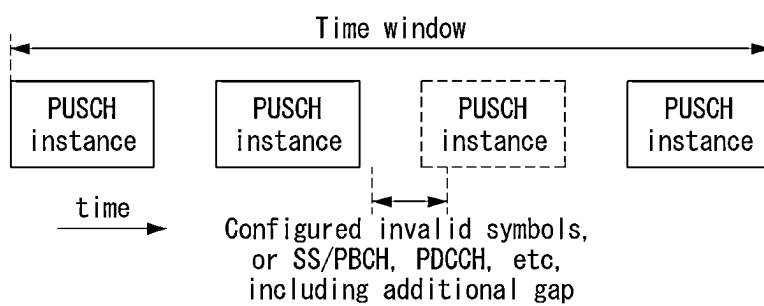 Time window
PUSCH instance
PUSCH instance
PUSCH instance
PUSCH instance
time
Configured invalid symbols,
or SS/PBCH, PDCCH, etc,
including additional gap